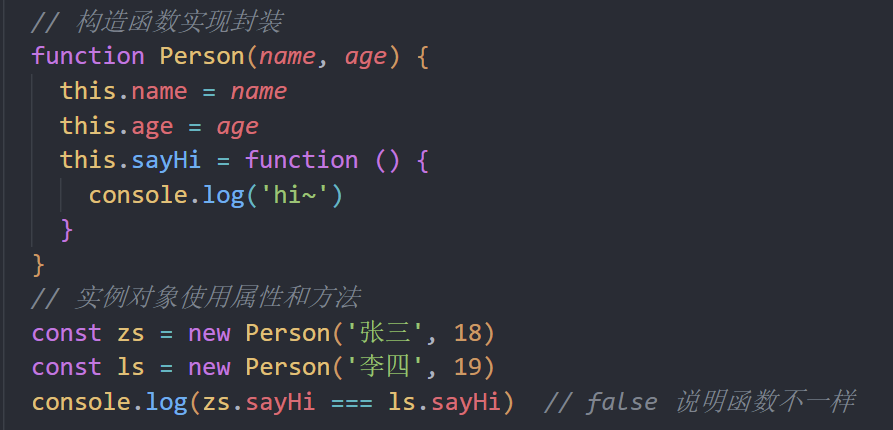 // 构造函数实现封装
function Person(name, age) {
  this.name = name
  this.age = age
  this.sayHi = function () {
    console.log('hi~')
  }
}
// 实例对象使用属性和方法
const zs = new Person('张三', 18)
const ls = new Person('李四', 19)
console.log(zs.sayHi === ls.sayHi)  // false 说明函数不一样